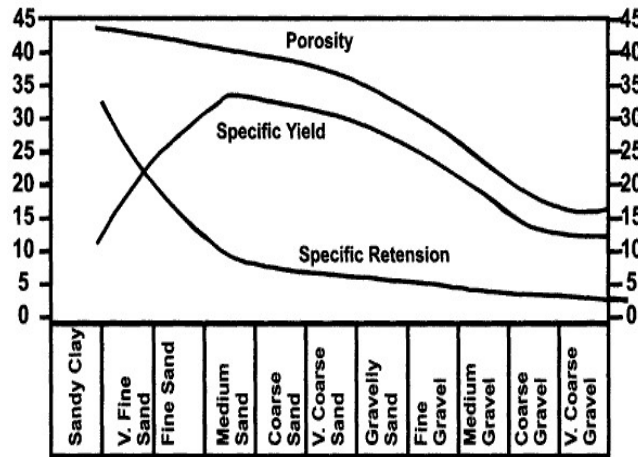 45
40
35
30
25
20
15
10
5
0
Porosity
Specific Yield
Specific Retension
45
40
35
30
25
20
15
10
5
0
Sandy Clay
V. Fine
Sand
Fine Sand
Medium
Sand
Coarse
Sand
V. Coarse
Sand
Gravelly
Sand
Fine
Gravel
Medium
Gravel
Coarse
Gravel
V. Coarse
Gravel